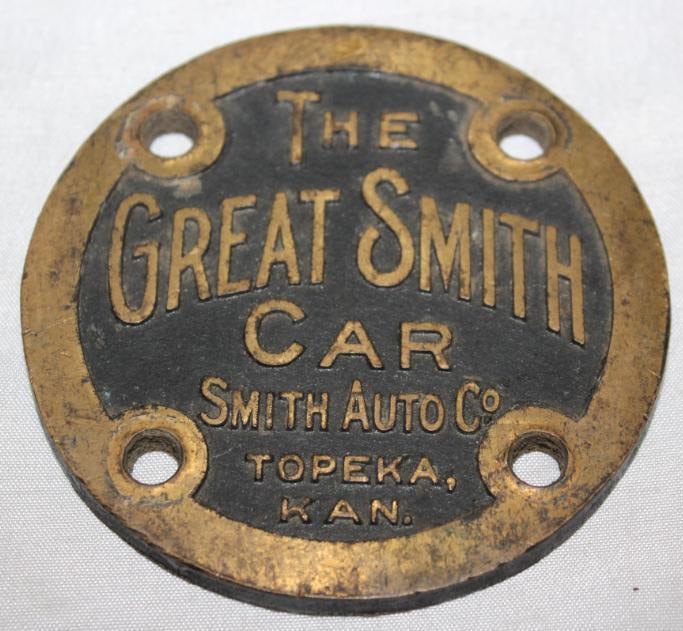 THE
GREAT SMITH
CAR
SMITH AUTO Co
TOPEKA,
KAN.